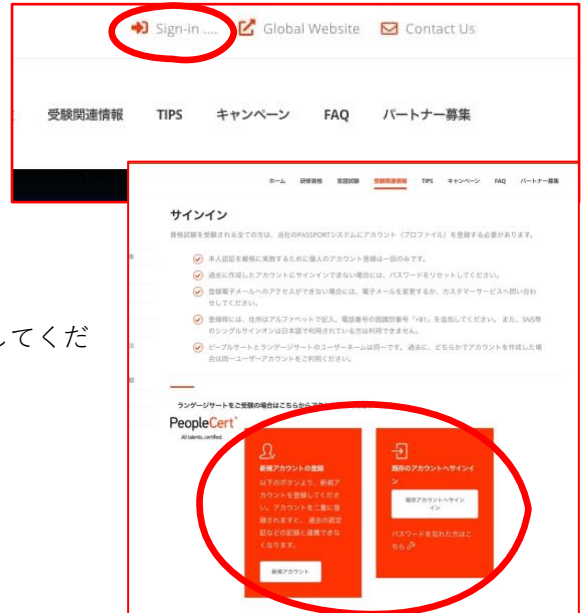 Sign-in .... Global Website Contact Us
受験関連情報 TIPS キャンペーン FAQ パートナー募集
ホーム 研修資格 言語試験 受験関連情報 TIPS キャンペーン FAQ パートナー募集
サインイン
資格試験を受験される全ての方は、当社のPASSPORTシステムにアカウント（プロファイル）を登録する必要があります。
本人認証を厳格に実施するために個人のアカウント登録は一回のみです。
過去に作成したアカウントにサインインできない場合には、パスワードをリセットしてください。
登録電子メールへのアクセスができない場合には、電子メールを変更するか、カスタマーサービスへ問い合わ
せしてください。
登録時には、住所はアルファベットで記入、電話番号の国識別番号「+81」を追加してください。また、SNS等
のシングルサインオンは日本語で利用されている方は利用できません。
してくだ
ピープルサートとランゲージサートのユーザーネームは同一です。 過去に、どちらかでアカウントを作成した場
合は同一ユーザーアカウントをご利用ください。
ランゲージサートをご受験の場合はこちらから
PeopleCert
All talents, certified.
新規アカウントの登録
以下のボタンより、新規ア
カウントを登録してくださ
い。アカウントを二重に登
録されますと、過去の認定
証などの記録と連携できな
くなります。
新規アカウント
既存のアカウントへサインイ
ン
既存アカウントへサイン
イン
パスワードを忘れた方はこ
ちら